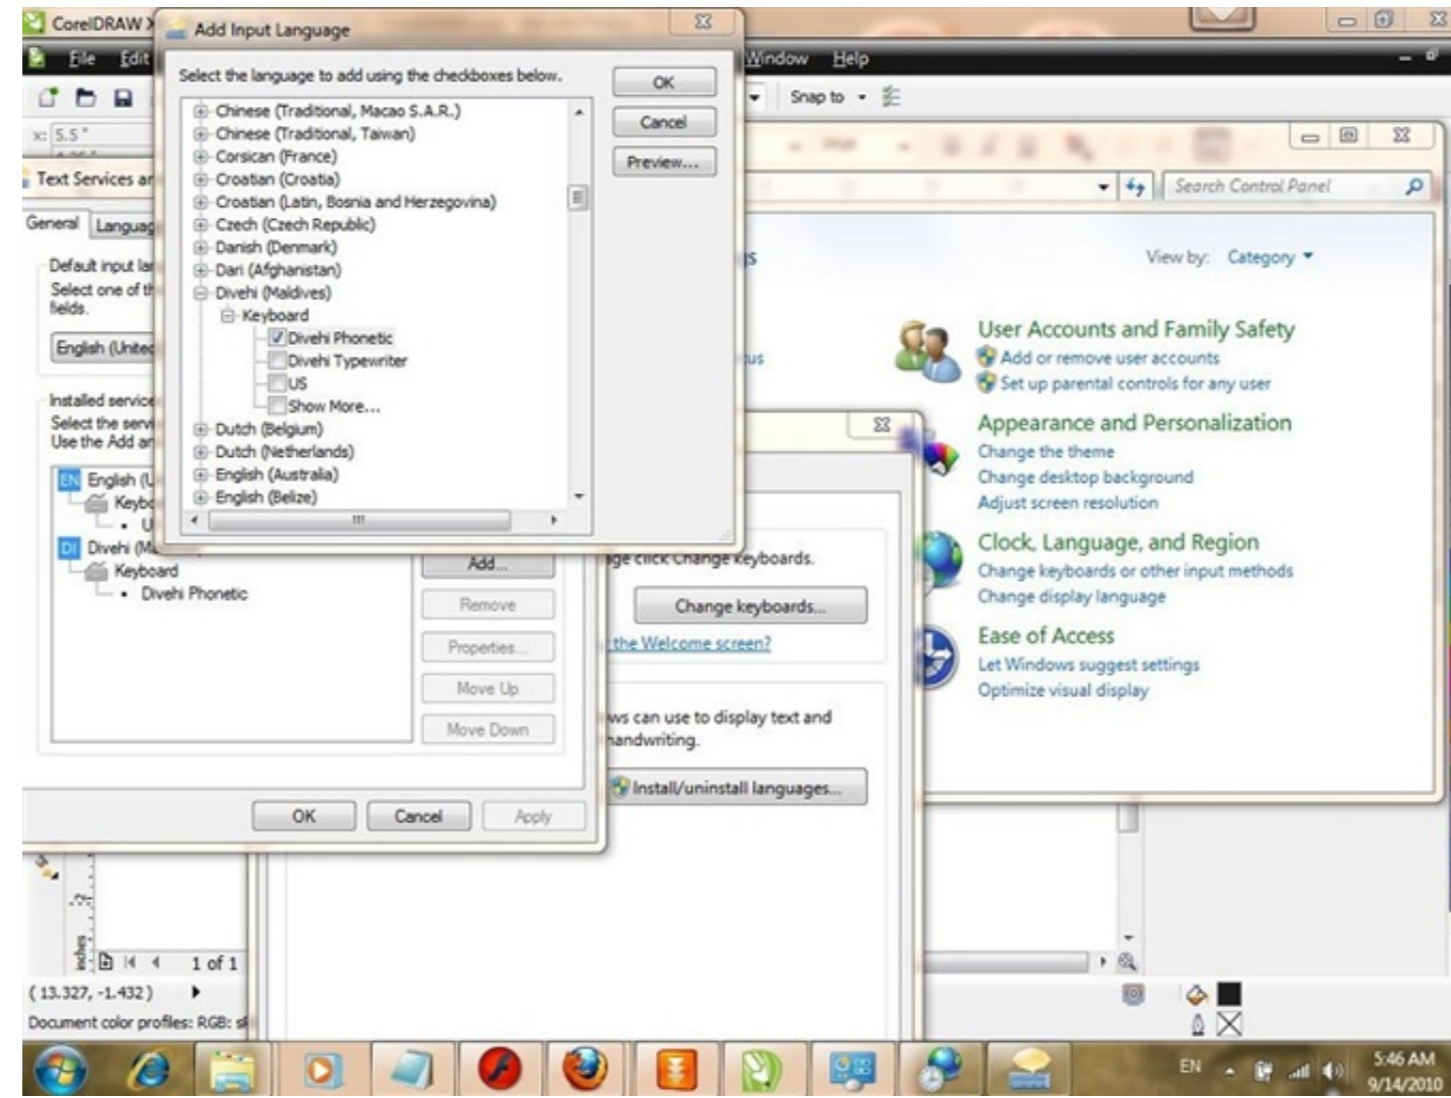 CorelDRAW X
File Edit
Window Help
Snap to
x: 5.5 "
Add Input Language
Select the language to add using the checkboxes below.
Chinese (Traditional, Macao S.A.R.)
Chinese (Traditional, Taiwan)
Corsican (France)
Croatian (Croatia)
Croatian (Latin, Bosnia and Herzegovina)
Czech (Czech Republic)
Danish (Denmark)
Dari (Afghanistan)
Divehi (Maldives)
Keyboard
Divehi Phonetic
Divehi Typewriter
US
Show More...
Dutch (Belgium)
Dutch (Netherlands)
English (Australia)
English (Belize)
OK
Cancel
Preview...
Text Services an
General Languag
Default input lan
Select one of th
fields.
English (United
Installed service
Select the servi
Use the Add an
EN English (U
Keybo
U
DI Divehi (Ma
Keyboard
Divehi Phonetic
Add...
Remove
Properties...
Move Up
Move Down
OK Cancel Apply
age click Change keyboards.
Change keyboards...
the Welcome screen?
ws can use to display text and
handwriting.
Install/uninstall languages...
Search Control Panel
View by: Category
User Accounts and Family Safety
Add or remove user accounts
Set up parental controls for any user
Appearance and Personalization
Change the theme
Change desktop background
Adjust screen resolution
Clock, Language, and Region
Change keyboards or other input methods
Change display language
Ease of Access
Let Windows suggest settings
Optimize visual display
inches
1 of 1
( 13.327, -1.432 )
Document color profiles: RGB: sR
EN
5:46 AM
9/14/2010